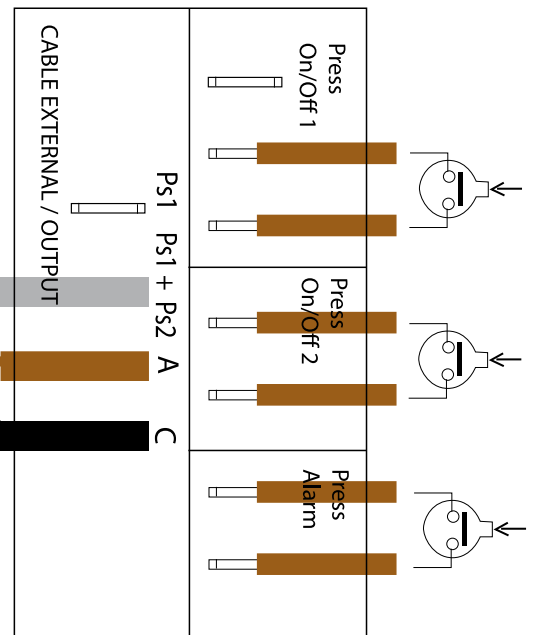 Press
On/Off 1
Press
On/Off 2
Press
Alarm
Ps1
Ps1 + Ps2
A
C
CABLE EXTERNAL / OUTPUT